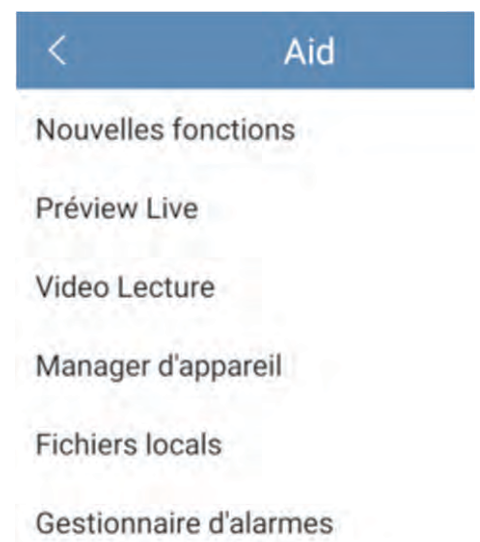 Aid
Nouvelles fonctions
Préview Live
Video Lecture
Manager d'appareil
Fichiers locals
Gestionnaire d'alarmes